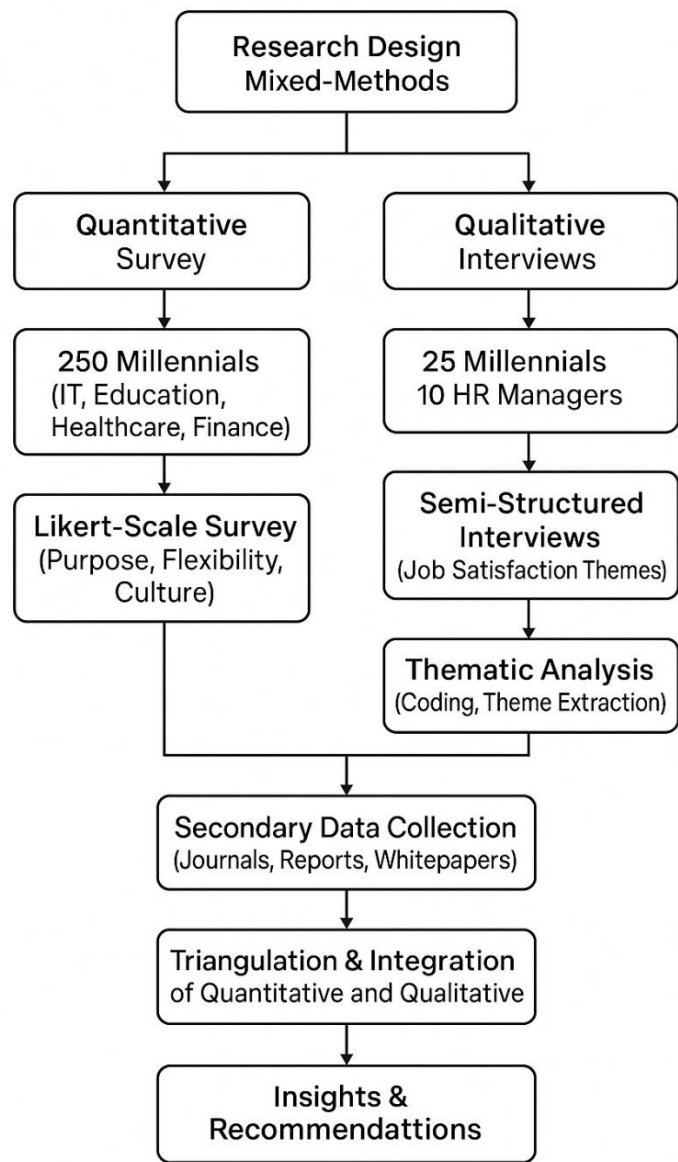 Research Design
Mixed-Methods
Quantitative
Survey
Qualitative
Interviews
250 Millennials
(IT, Education,
Healthcare, Finance)
25 Millennials
10 HR Managers
Likert-Scale Survey
(Purpose, Flexibility,
Culture)
Semi-Structured
Interviews
(Job Satisfaction Themes)
Thematic Analysis
(Coding, Theme Extraction)
Secondary Data Collection
(Journals, Reports, Whitepapers)
Triangulation & Integration
of Quantitative and Qualitative
Insights &
Recommendattions